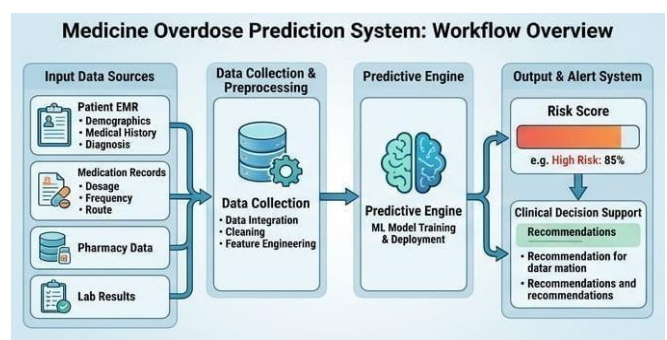 Medicine Overdose Prediction System: Workflow Overview
Input Data Sources
Patient EMR
• Demographics
• Medical History
• Diagnosis
Medication Records
• Dosage
• Frequency
• Route
Pharmacy Data
Lab Results
Data Collection &
Preprocessing
Data Collection
• Data Integration
• Cleaning
• Feature Engineering
Predictive Engine
Predictive Engine
ML Model Training
& Deployment
Output & Alert System
Risk Score
e.g. High Risk: 85%
Clinical Decision Support
Recommendations
• Recommendation for
datar mation
• Recommendations and
recommendations